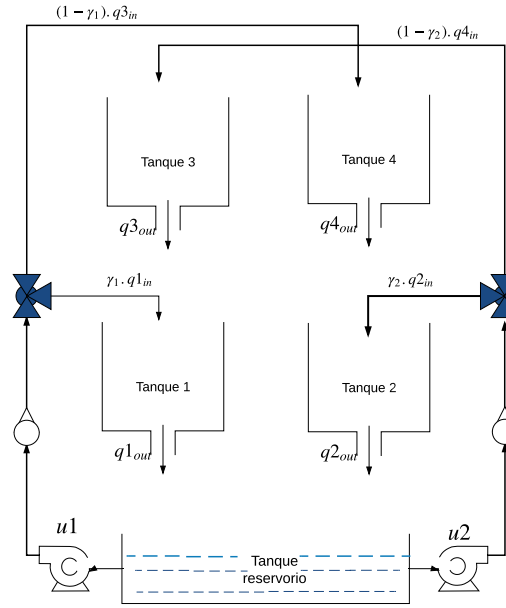 (1 − γ₁). q3ᵢₙ
(1 − γ₂). q4ᵢₙ
Tanque 3
Tanque 4
q3ₒᵤₜ
q4ₒᵤₜ
γ₁. q1ᵢₙ
γ₂. q2ᵢₙ
Tanque 1
Tanque 2
q1ₒᵤₜ
q2ₒᵤₜ
u1
u2
Tanque
reservorio